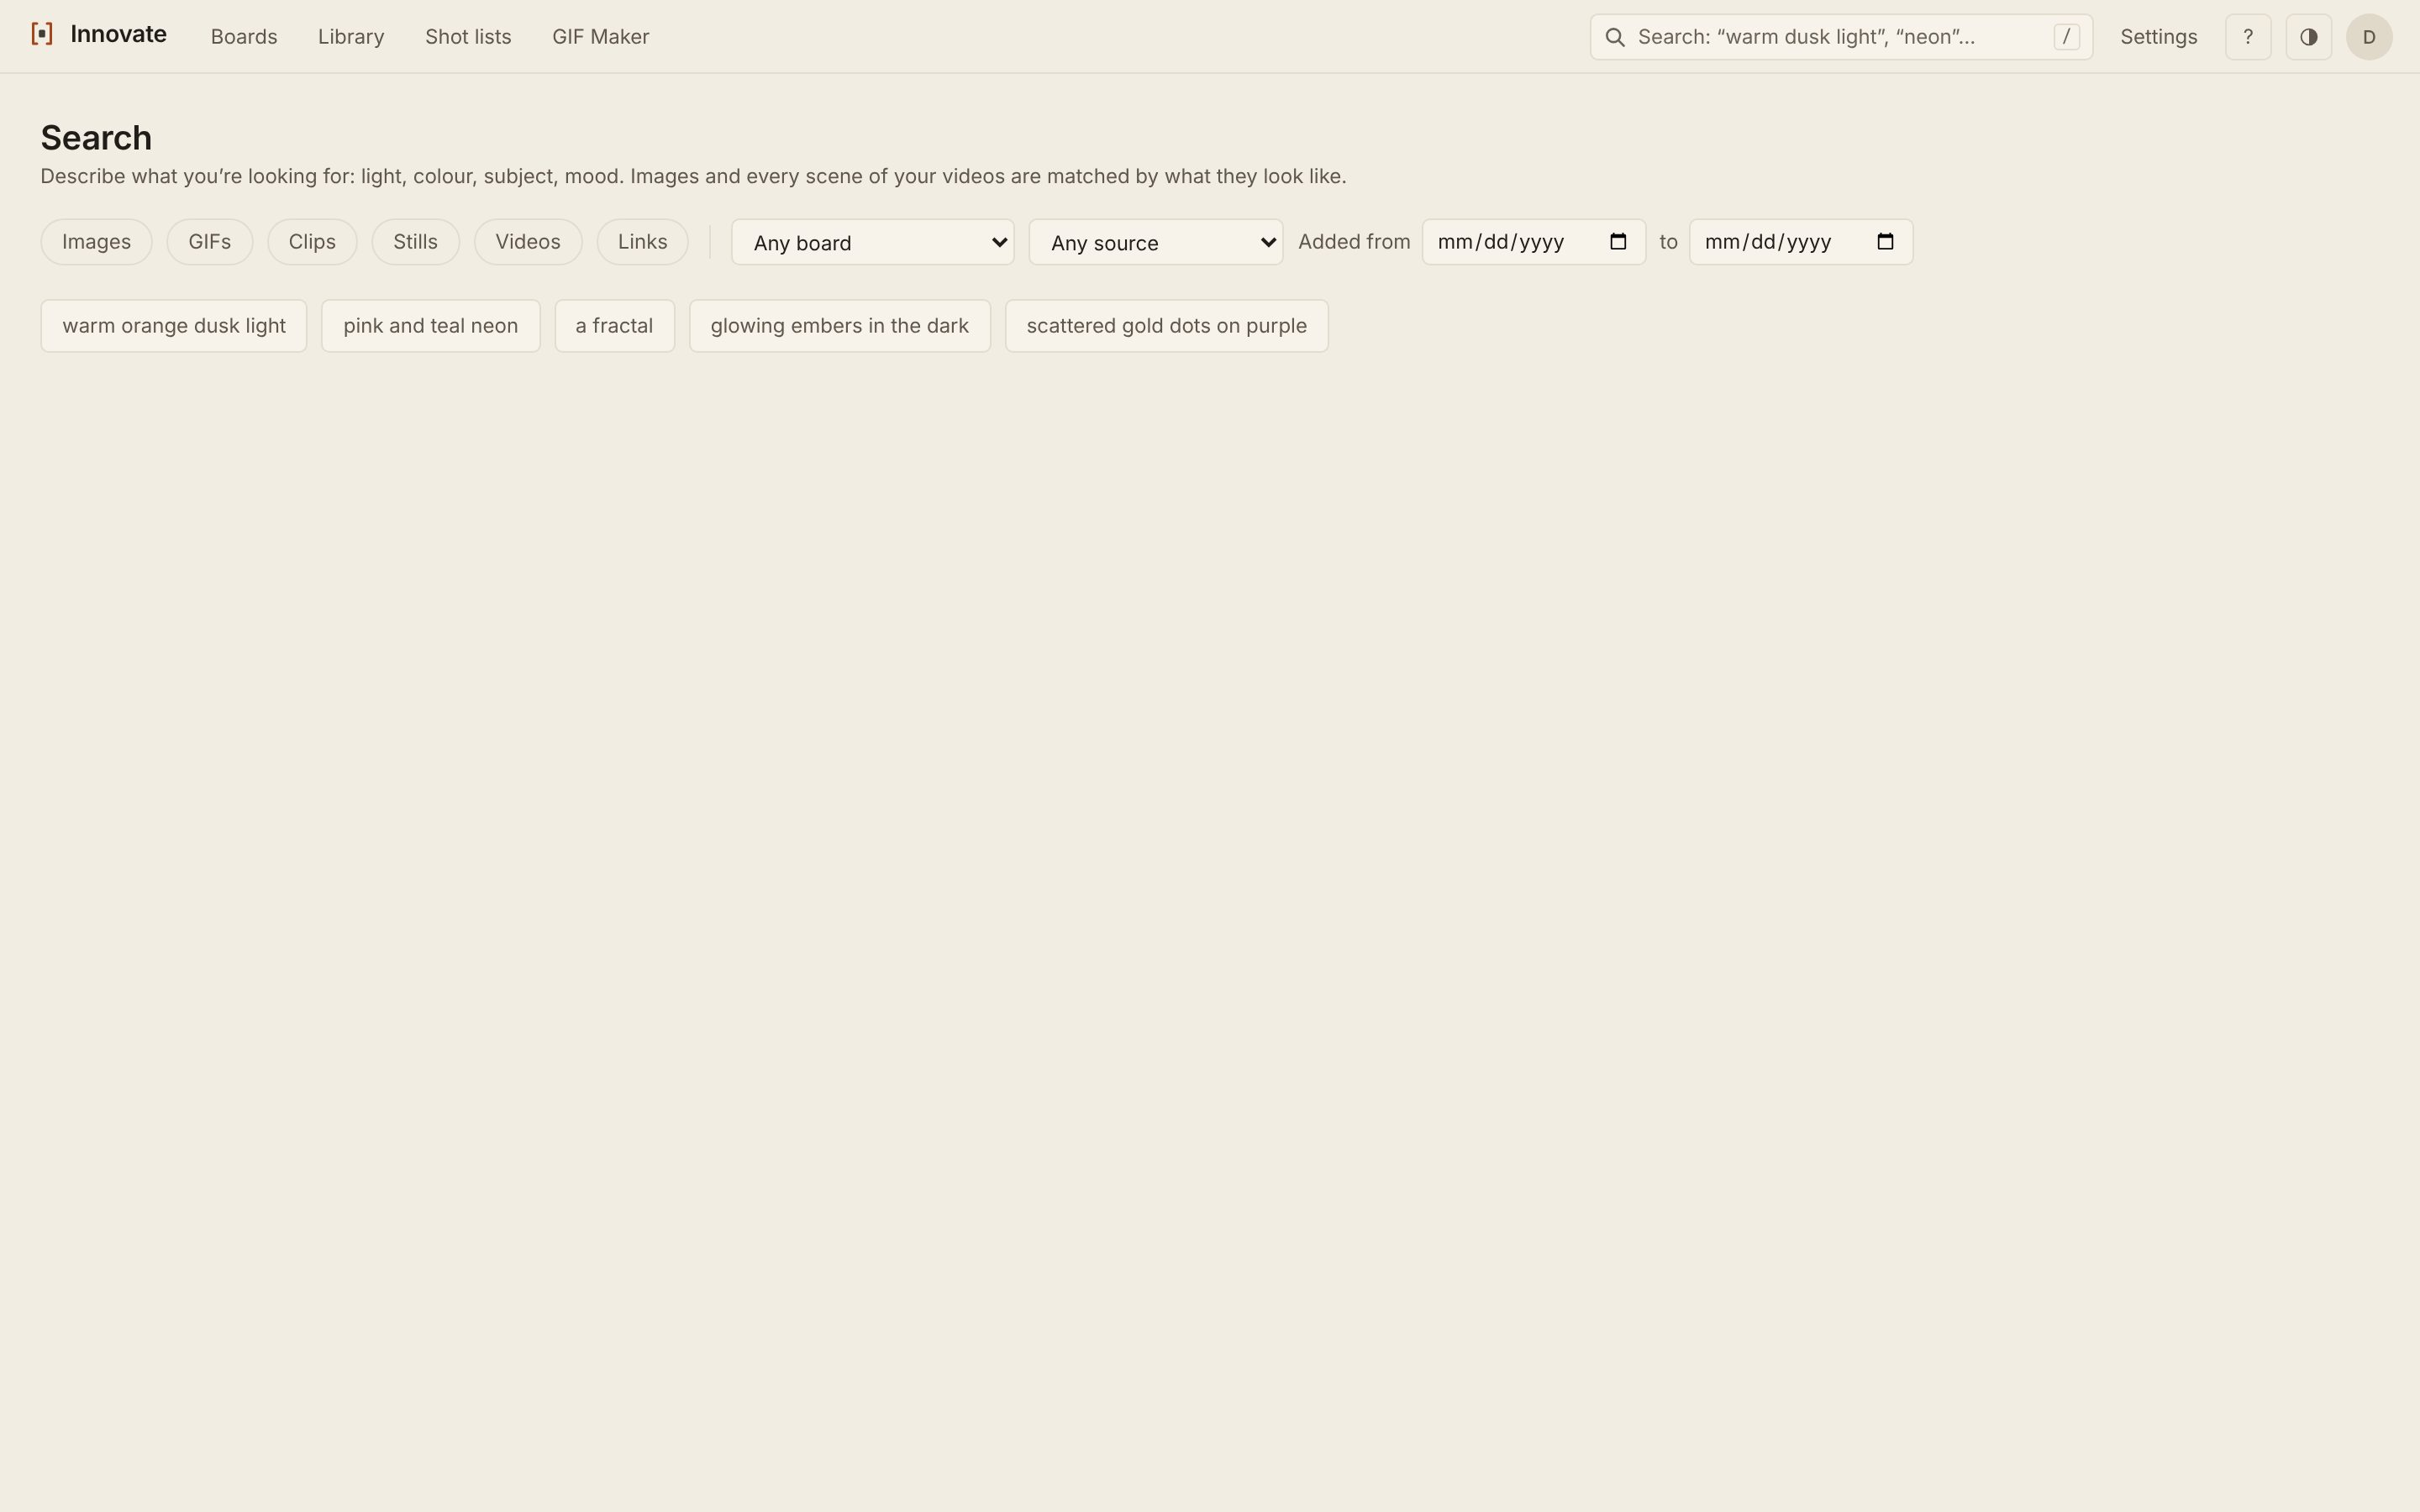 Innovate
Boards
Library
Shot lists
GIF Maker
Search: “warm dusk light”, “neon”…
/
Settings
?
D
Search
Describe what you’re looking for: light, colour, subject, mood. Images and every scene of your videos are matched by what they look like.
Images
GIFs
Clips
Stills
Videos
Links
Any board
Any source
Added from
mm/dd/yyyy
to
mm/dd/yyyy
warm orange dusk light
pink and teal neon
a fractal
glowing embers in the dark
scattered gold dots on purple